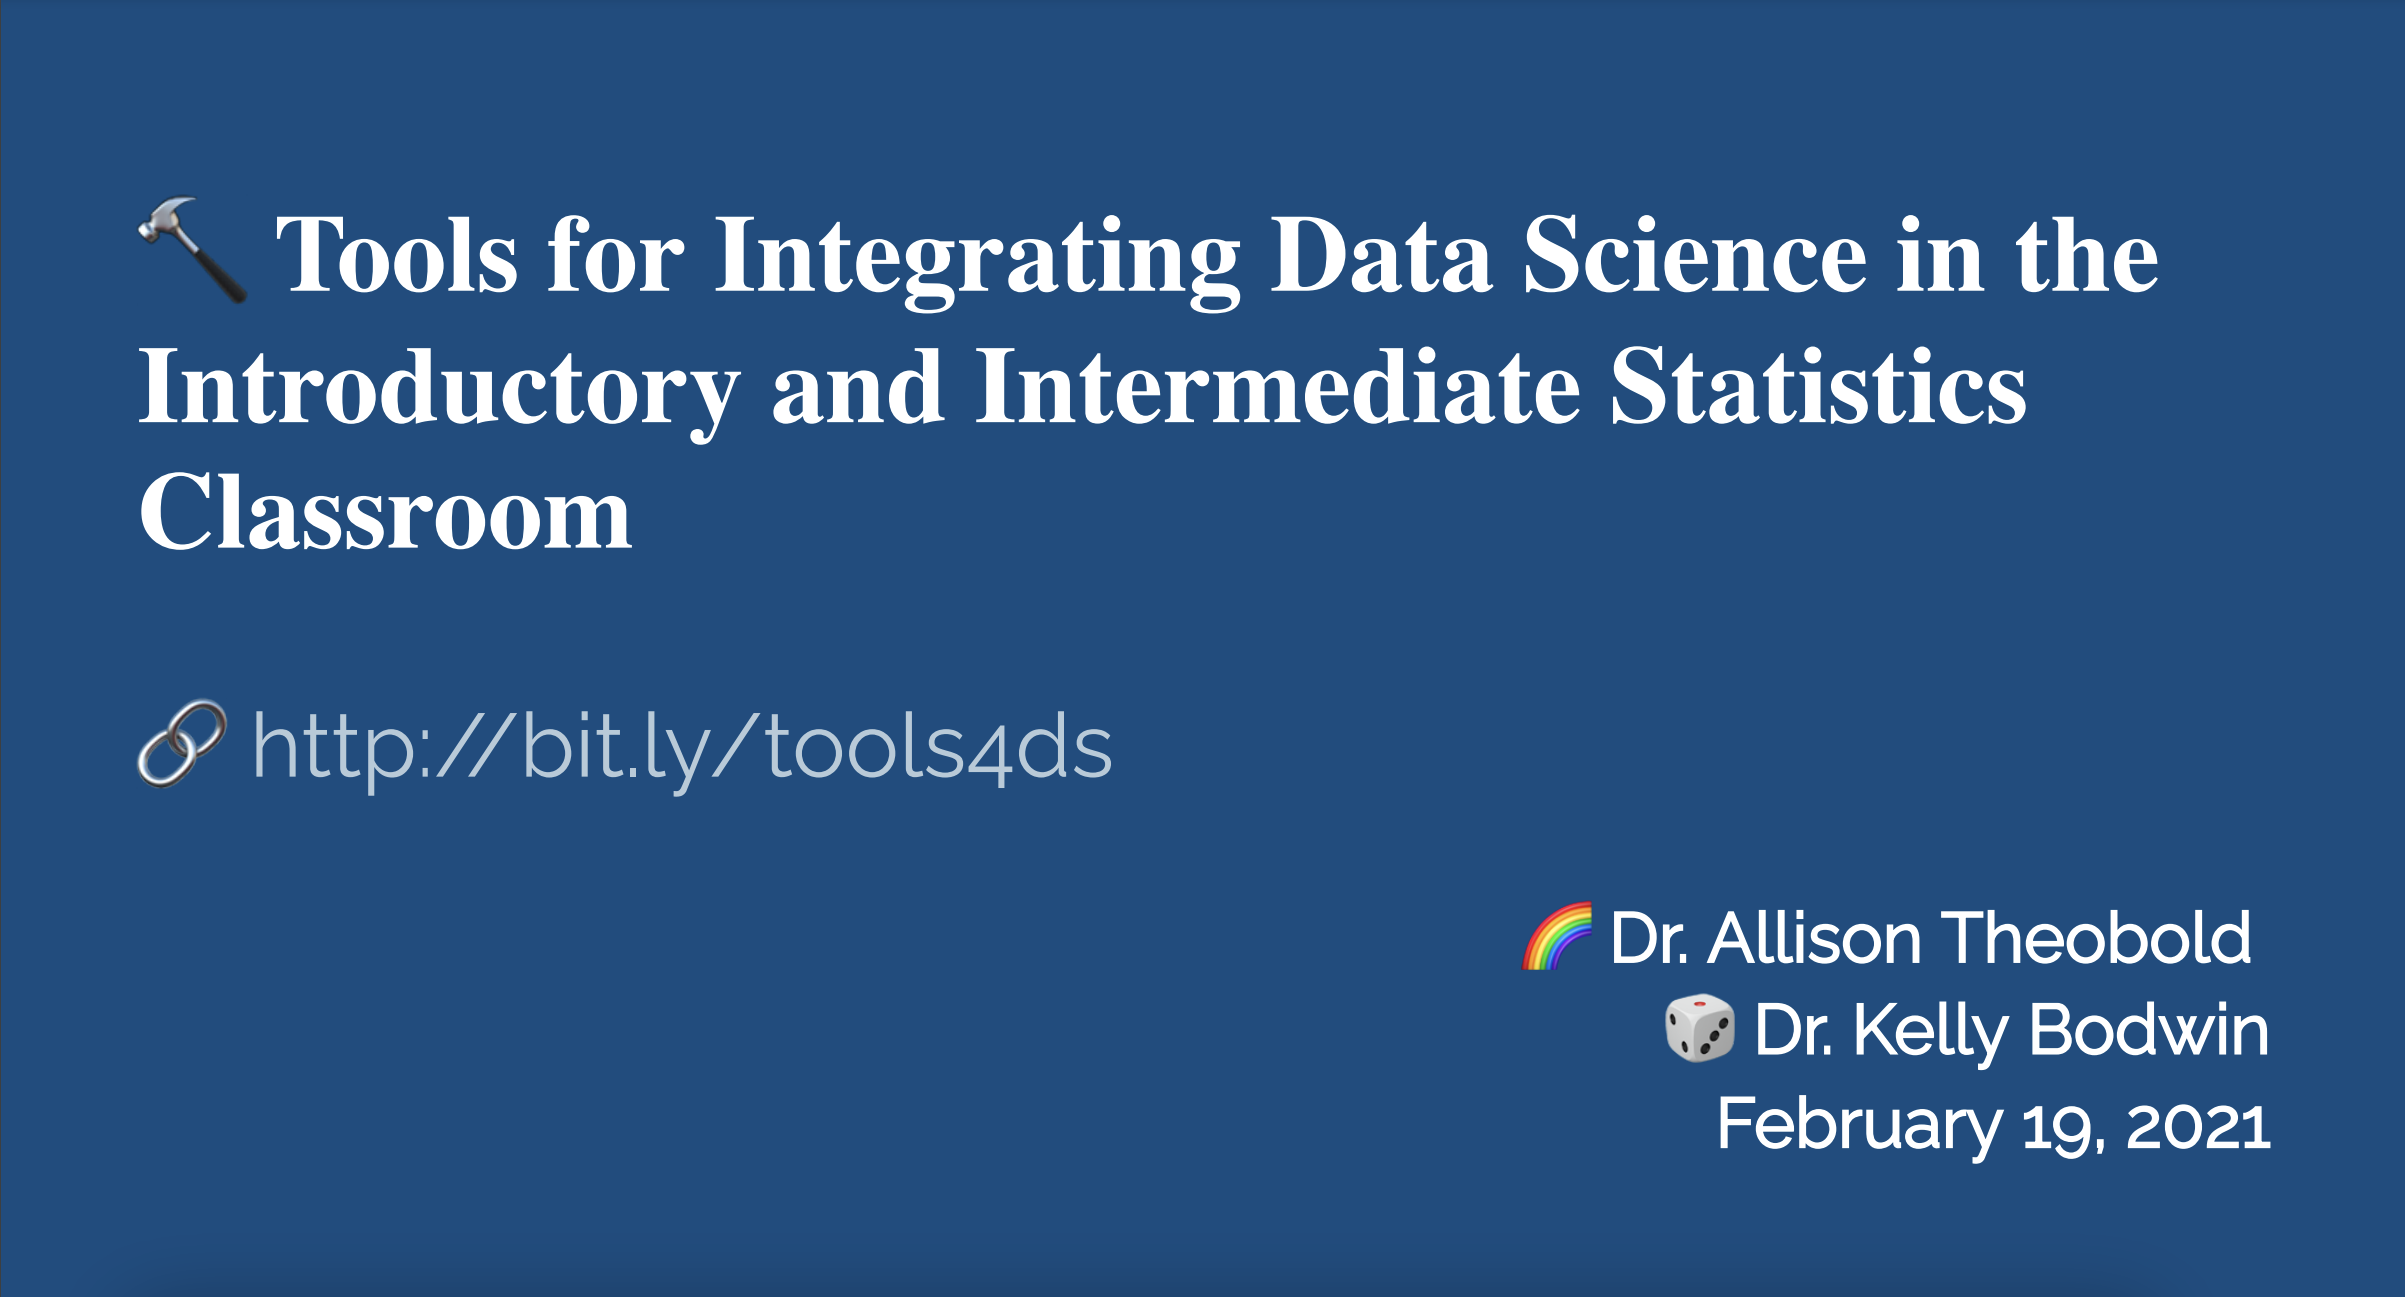 🔨 Tools for Integrating Data Science in the
Introductory and Intermediate Statistics
Classroom
🔗 http://bit.ly/tools4ds
🌈 Dr. Allison Theobold
🎲 Dr. Kelly Bodwin
February 19, 2021